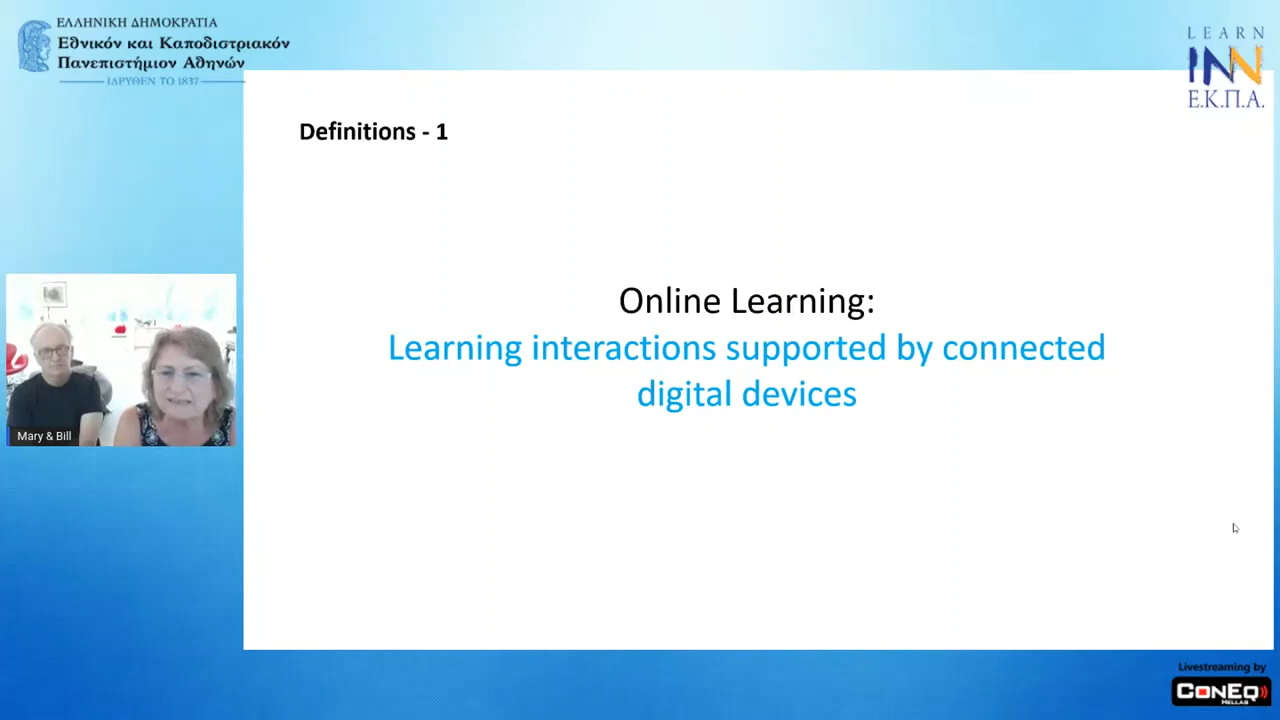 ΕΛΛΗΝΙΚΗ ΔΗΜΟΚΡΑΤΙΑ
Εθνικόν και Καποδιστριακόν
Πανεπιστήμιον Αθηνών
ΙΔΡΥΘΕΝ ΤΟ 1837
LEARN
INN
Ε.Κ.Π.Α.
Definitions - 1
Online Learning:
Learning interactions supported by connected
digital devices
Mary & Bill
Livestreaming by
CONEQ
HELLAS